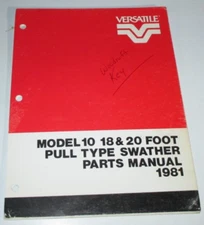 VERSATILE
MODEL 10 18 & 20 FOOT
PULL TYPE SWATHER
PARTS MANUAL
1981